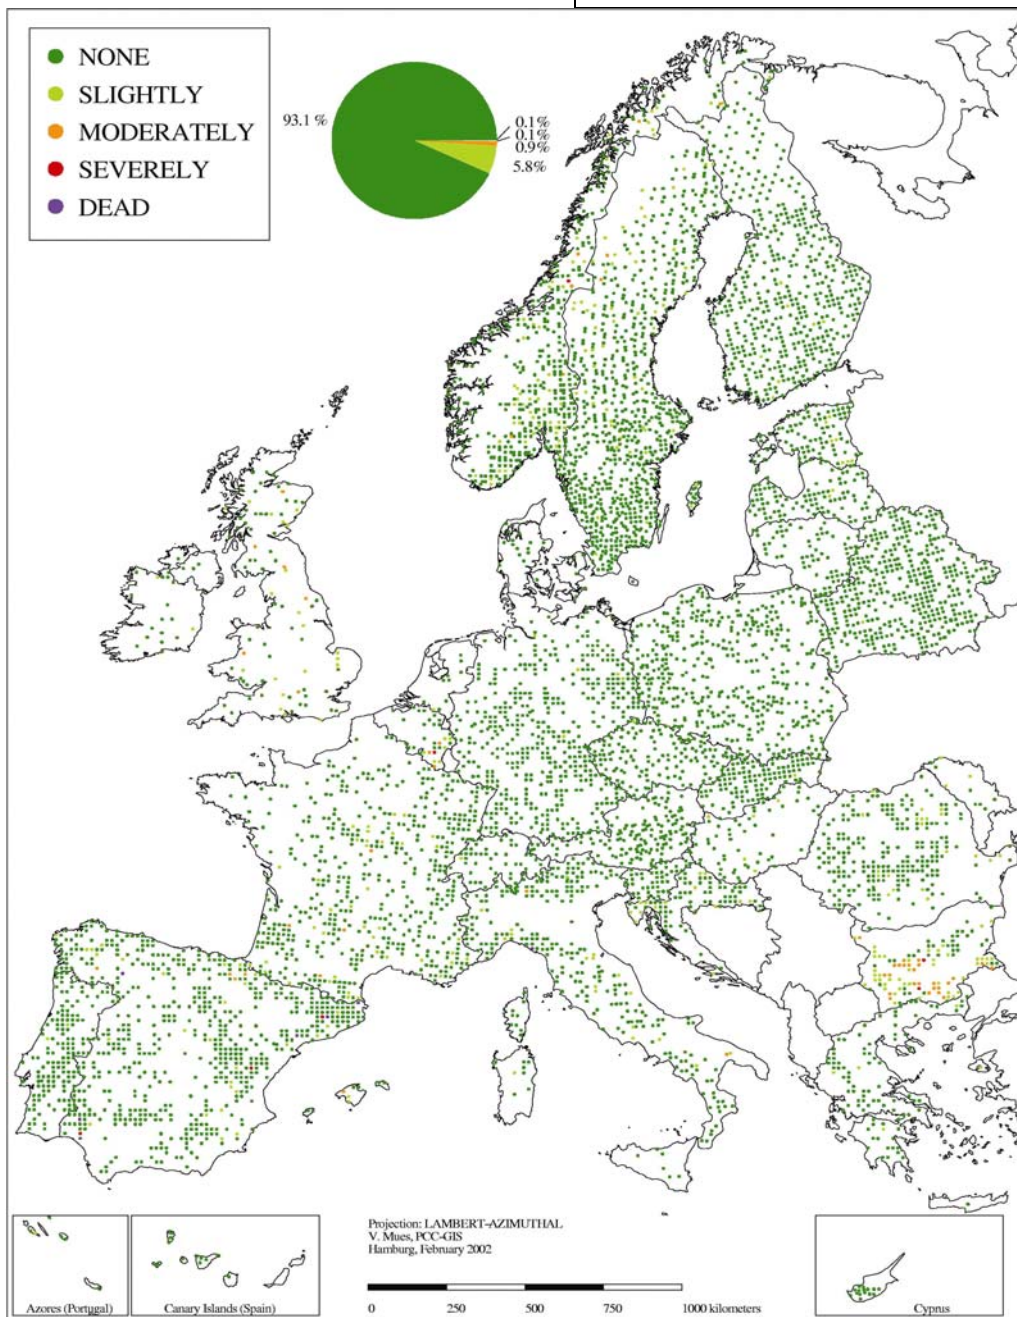 NONE
SLIGHTLY
MODERATELY
SEVERELY
DEAD
93.1 %
0.1%
0.1%
0.9%
5.8%
Projection: LAMBERT-AZIMUTHAL
V. Mues, PCC-GIS
Hamburg, February 2002
0 250 500 750 1000 kilometers
Azores (Portugal)
Canary Islands (Spain)
Cyprus